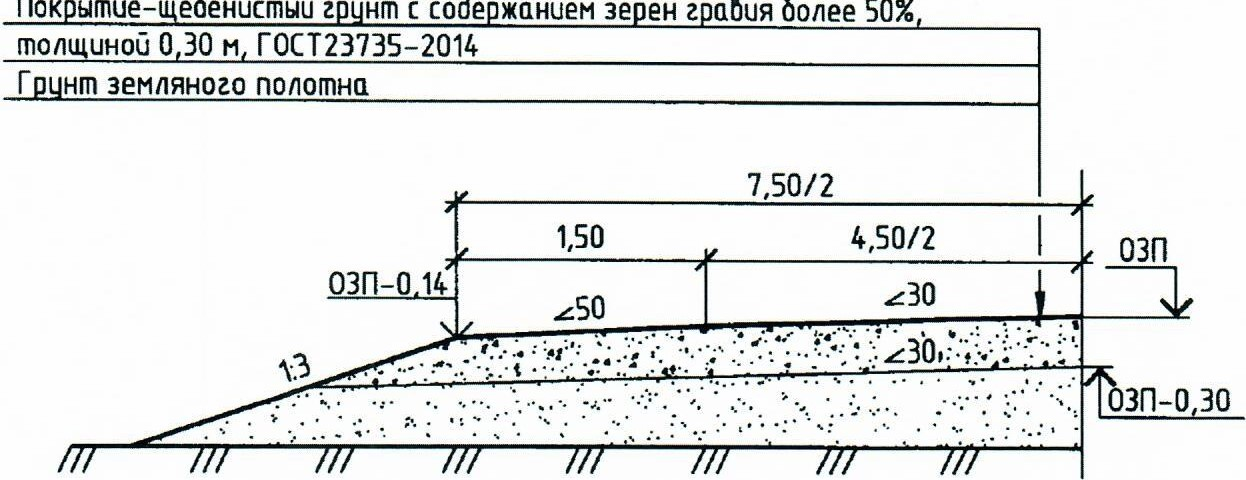 Покрытие-щебенистый грунт с содержанием зерен гравия более 50%,
толщиной 0,30 м, ГОСТ23735-2014
Грунт земляного полотна
7,50/2
1,50
4,50/2
ОЗП
ОЗП-0,14
∠50
∠30
1:3
∠30
ОЗП-0,30